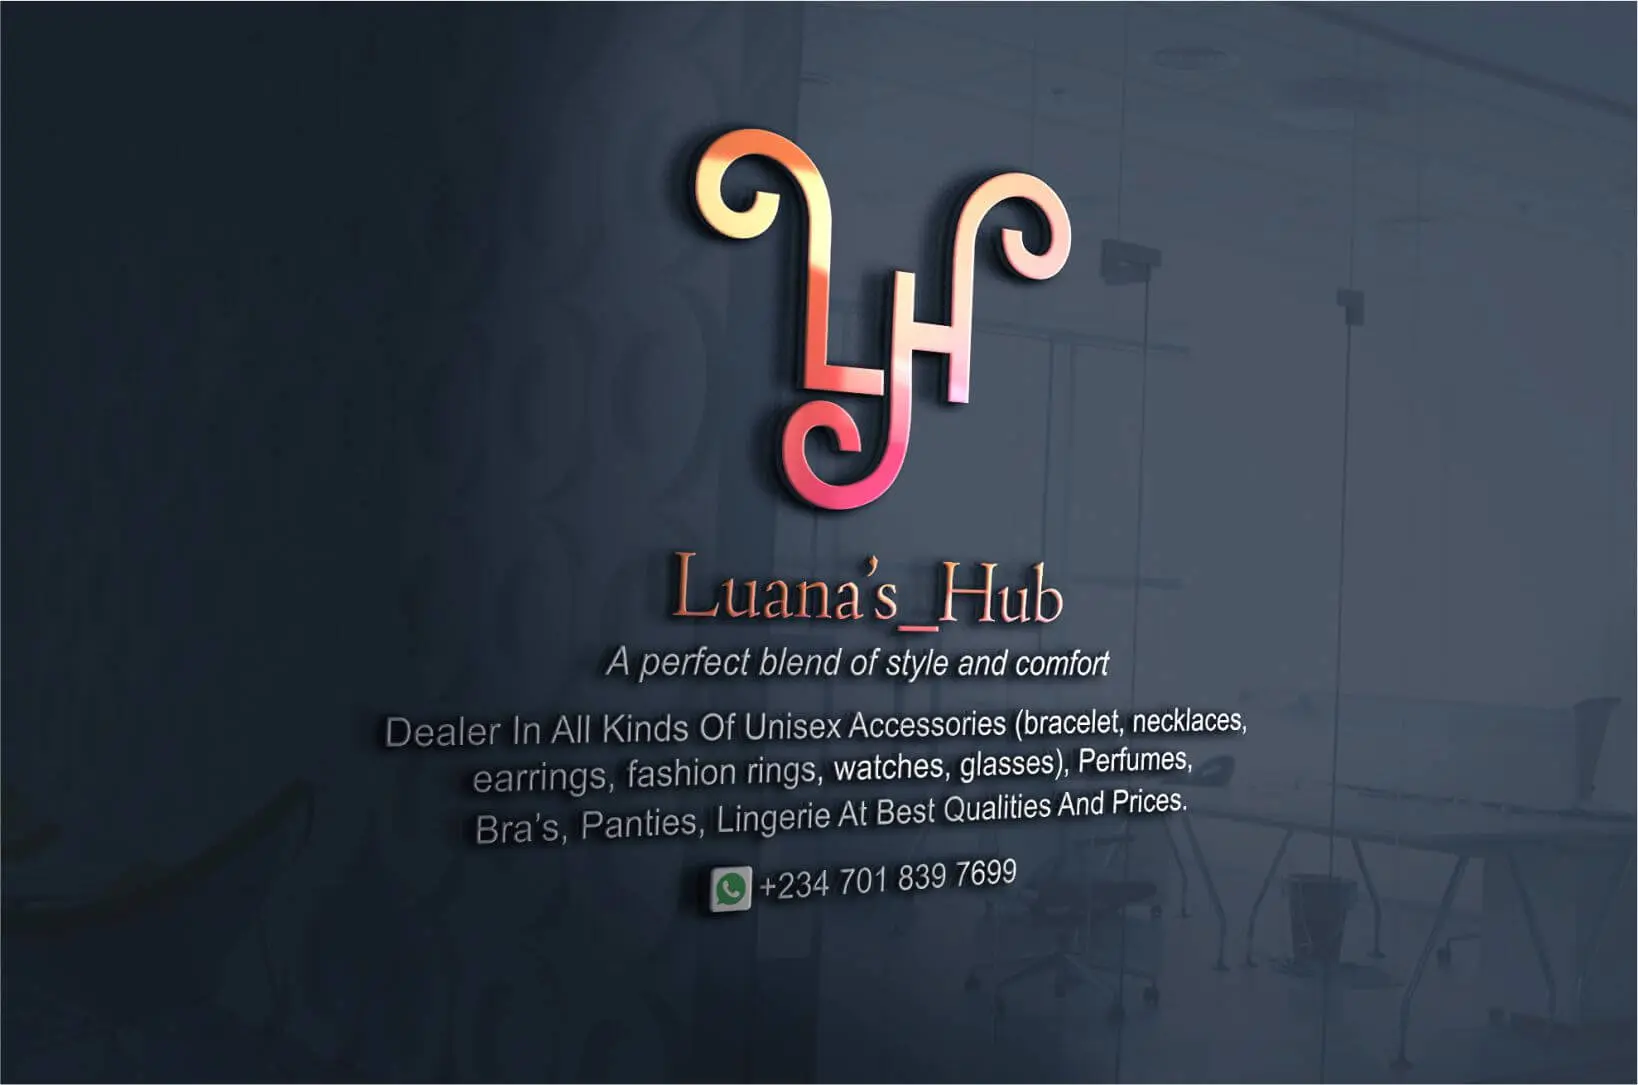 LH
Luana's_Hub
A perfect blend of style and comfort
Dealer In All Kinds Of Unisex Accessories (bracelet, necklaces,
earrings, fashion rings, watches, glasses), Perfumes,
Bra's, Panties, Lingerie At Best Qualities And Prices.
+234 701 839 7699